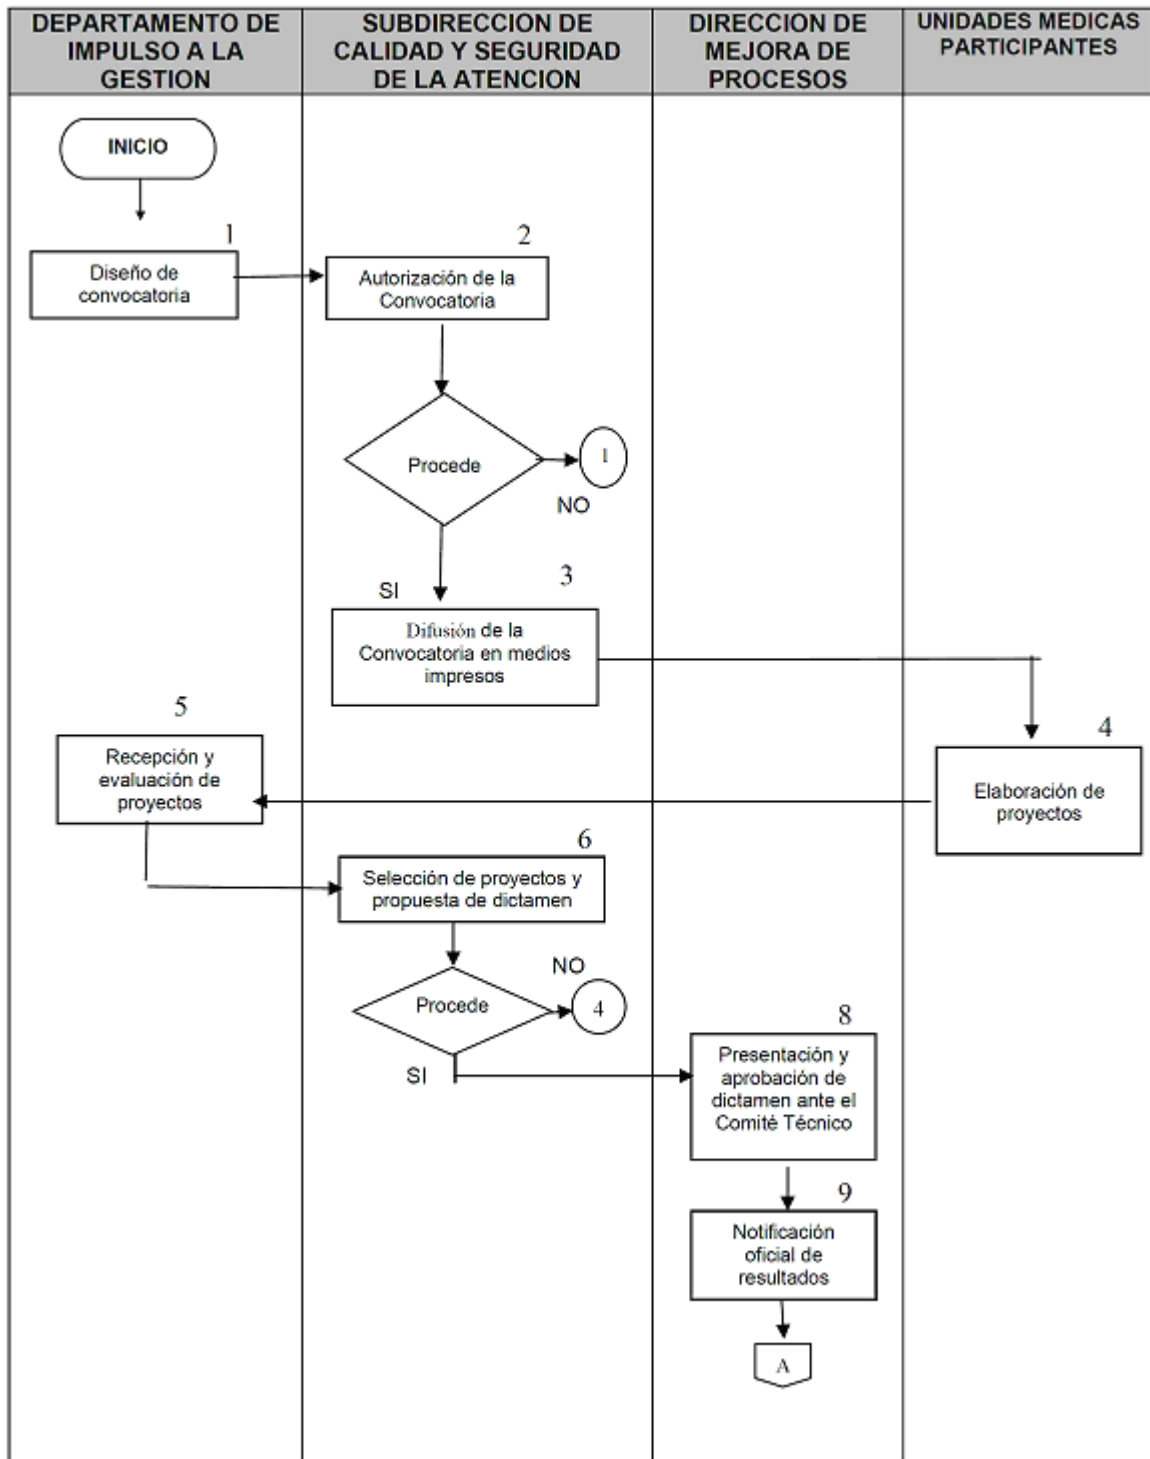 DEPARTAMENTO DE
IMPULSO A LA
GESTION
SUBDIRECCION DE
CALIDAD Y SEGURIDAD
DE LA ATENCION
DIRECCION DE
MEJORA DE
PROCESOS
UNIDADES MEDICAS
PARTICIPANTES
INICIO
1
Diseño de
convocatoria
2
Autorización de la
Convocatoria
Procede
1
NO
SI
3
Difusión de la
Convocatoria en medios
impresos
4
Elaboración de
proyectos
5
Recepción y
evaluación de
proyectos
6
Selección de proyectos y
propuesta de dictamen
Procede
NO
4
SI
8
Presentación y
aprobación de
dictamen ante el
Comité Técnico
9
Notificación
oficial de
resultados
A